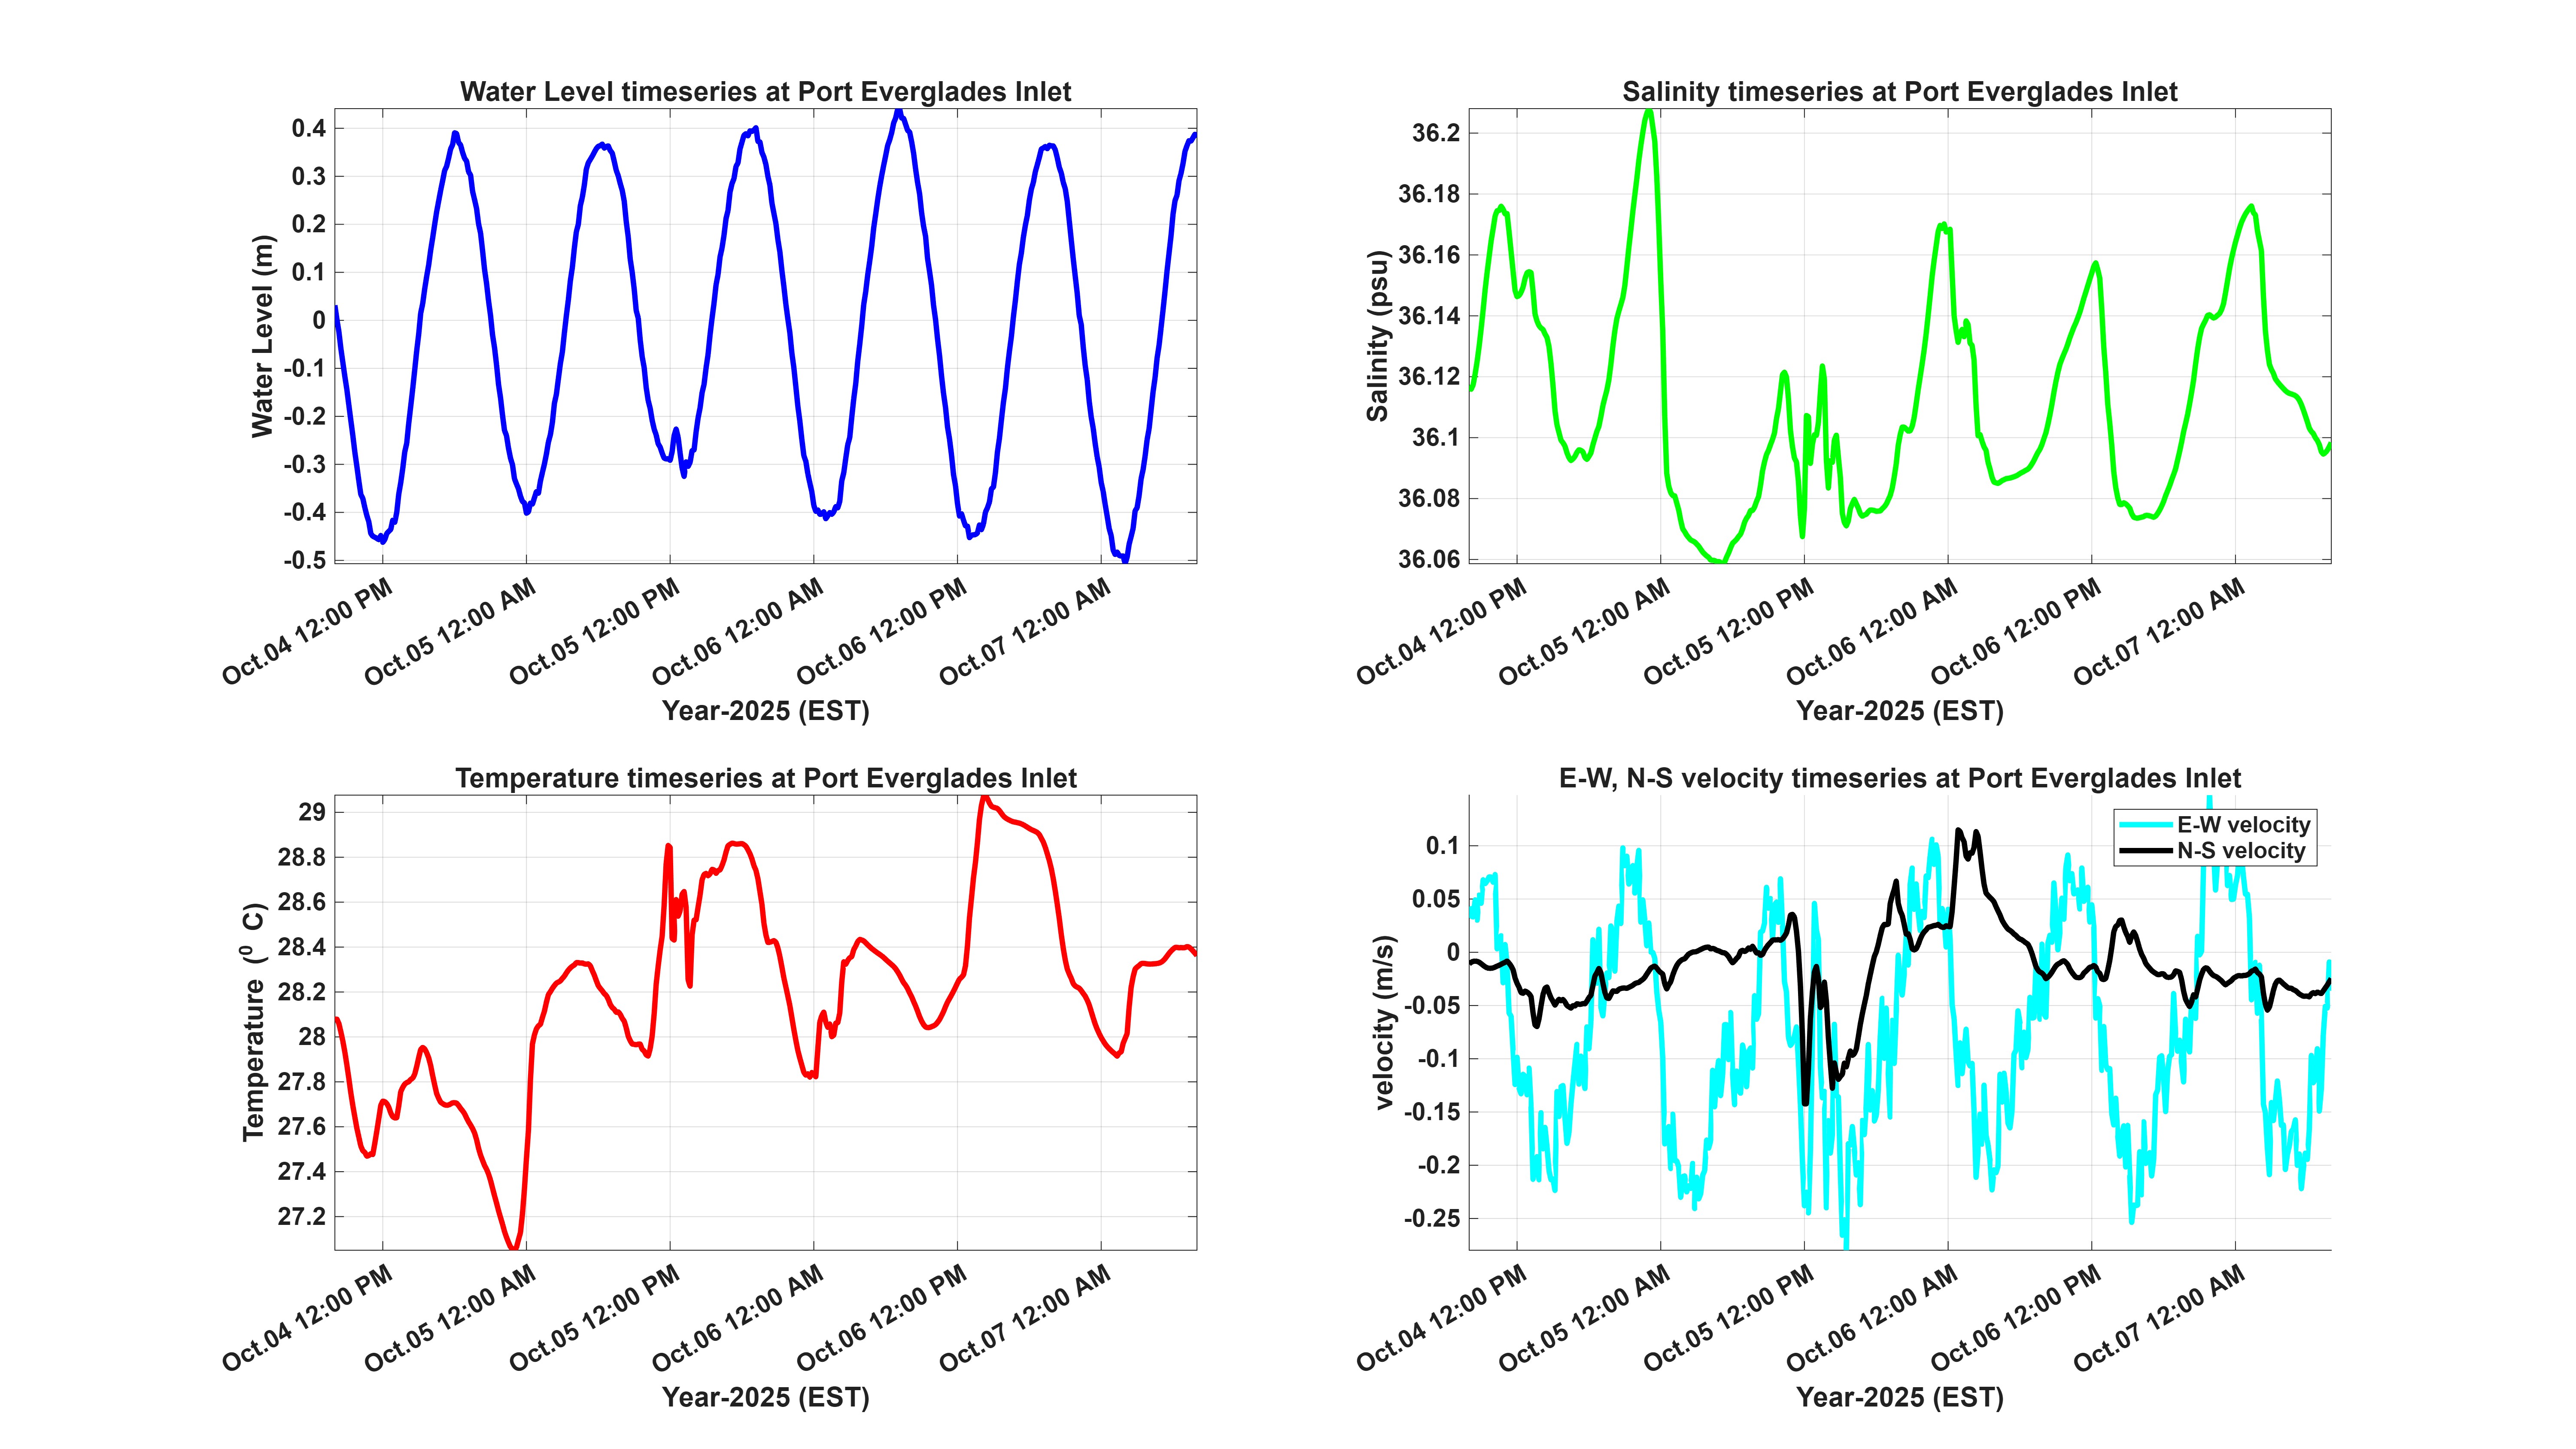 Water Level timeseries at Port Everglades Inlet
Water Level (m)
0.4
0.3
0.2
0.1
0
-0.1
-0.2
-0.3
-0.4
-0.5
Oct.04 12:00 PM
Oct.05 12:00 AM
Oct.05 12:00 PM
Oct.06 12:00 AM
Oct.06 12:00 PM
Oct.07 12:00 AM
Year-2025 (EST)
Salinity timeseries at Port Everglades Inlet
Salinity (psu)
36.2
36.18
36.16
36.14
36.12
36.1
36.08
36.06
Oct.04 12:00 PM
Oct.05 12:00 AM
Oct.05 12:00 PM
Oct.06 12:00 AM
Oct.06 12:00 PM
Oct.07 12:00 AM
Year-2025 (EST)
Temperature timeseries at Port Everglades Inlet
Temperature (⁰ C)
29
28.8
28.6
28.4
28.2
28
27.8
27.6
27.4
27.2
Oct.04 12:00 PM
Oct.05 12:00 AM
Oct.05 12:00 PM
Oct.06 12:00 AM
Oct.06 12:00 PM
Oct.07 12:00 AM
Year-2025 (EST)
E-W, N-S velocity timeseries at Port Everglades Inlet
E-W velocity
N-S velocity
velocity (m/s)
0.1
0.05
0
-0.05
-0.1
-0.15
-0.2
-0.25
Oct.04 12:00 PM
Oct.05 12:00 AM
Oct.05 12:00 PM
Oct.06 12:00 AM
Oct.06 12:00 PM
Oct.07 12:00 AM
Year-2025 (EST)